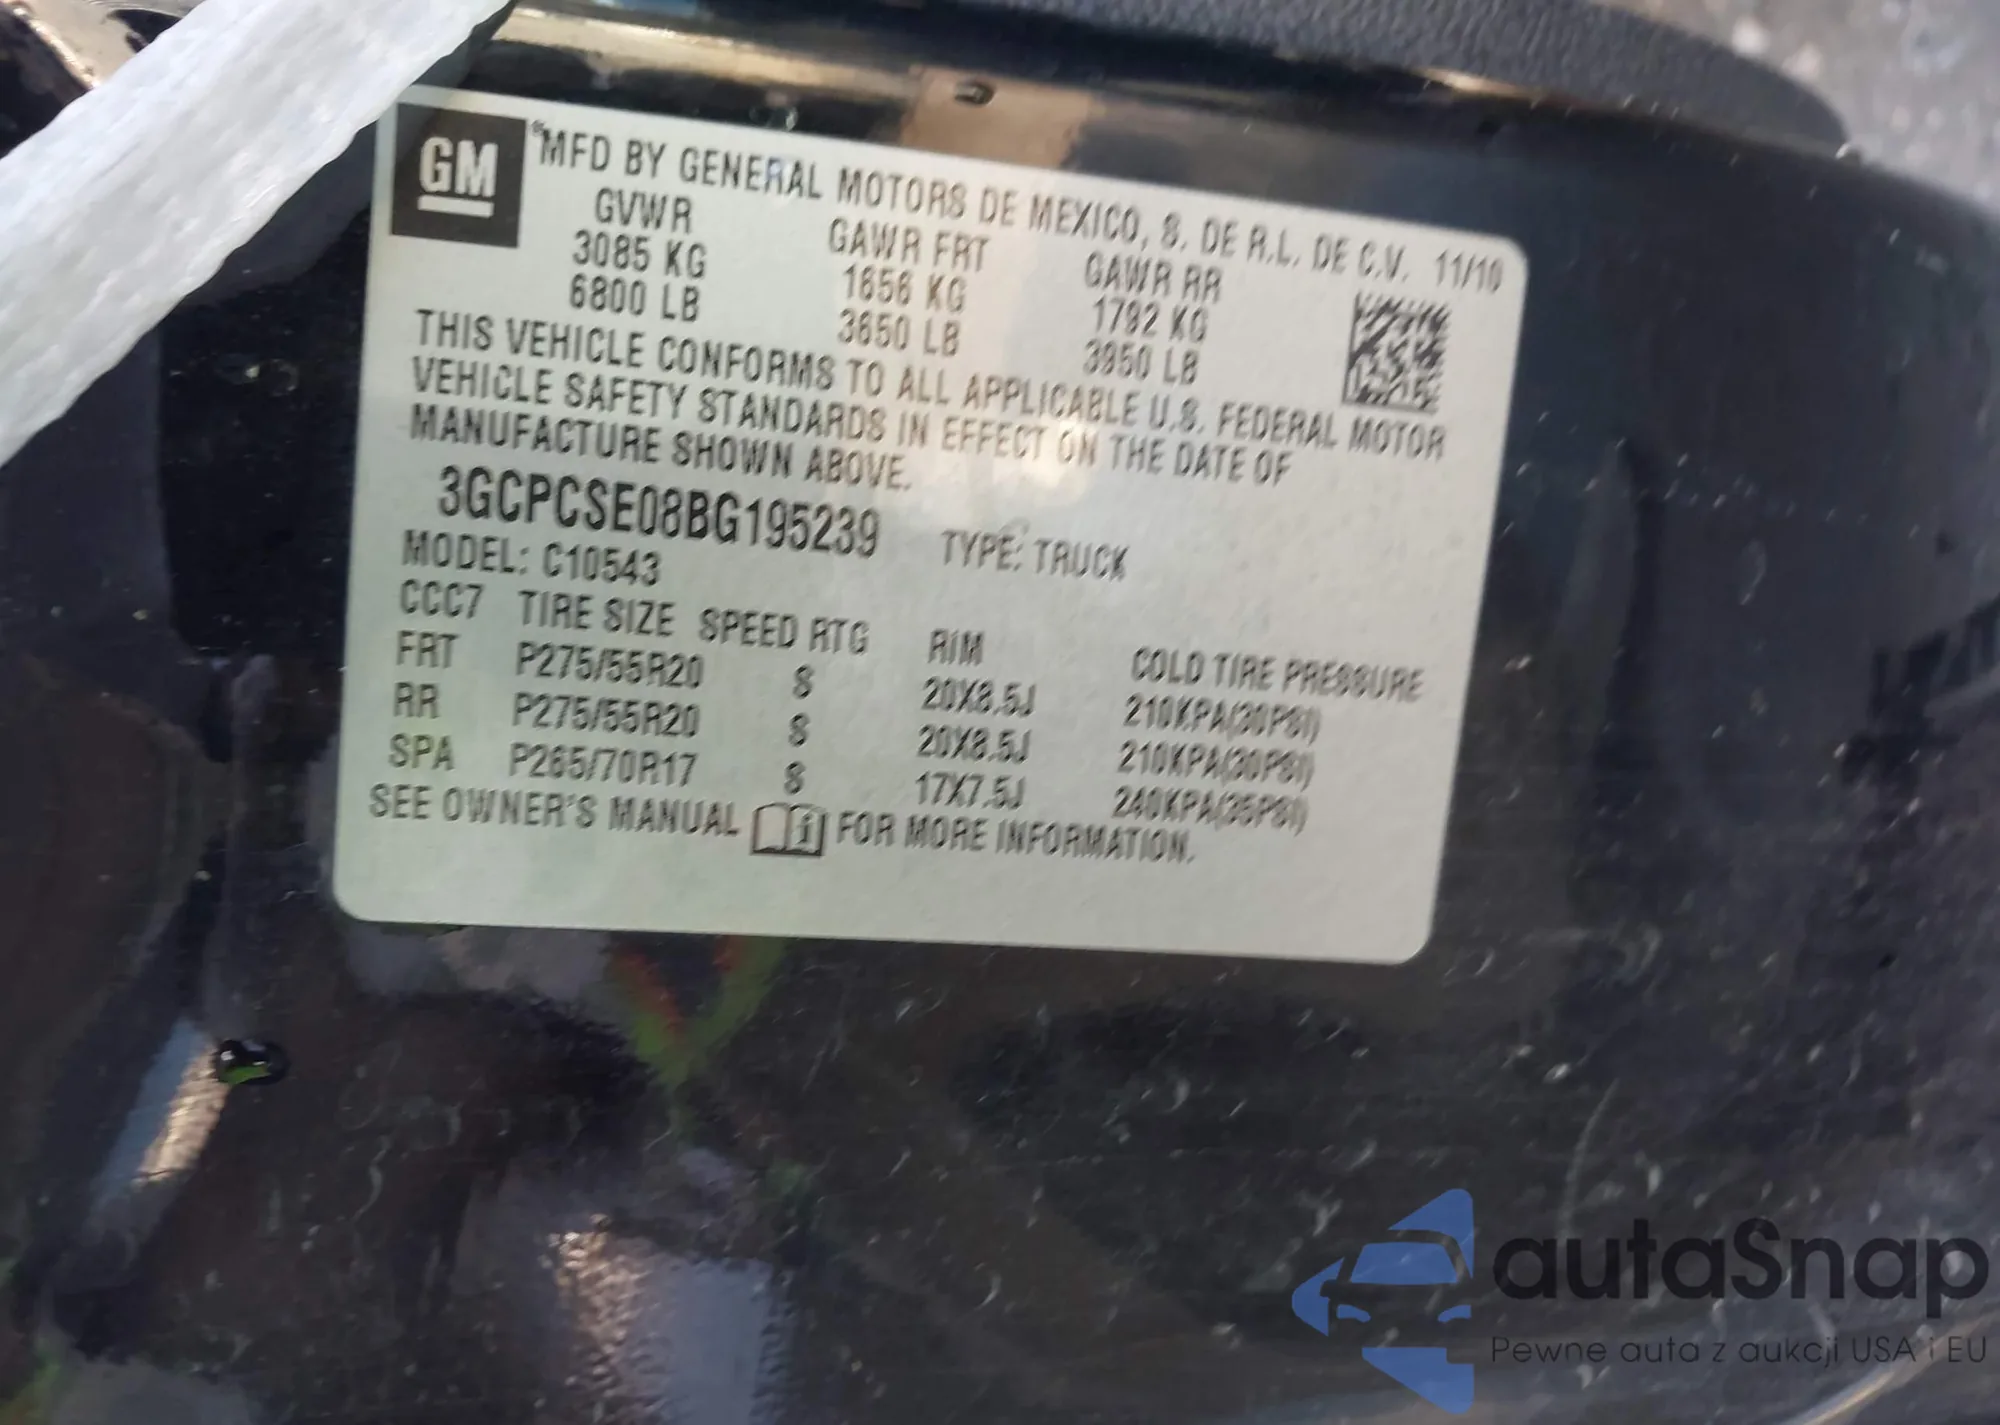 GM
®MFD BY GENERAL MOTORS DE MEXICO, S. DE R.L. DE C.V. 11/10
GVWR GAWR FRT GAWR RR
3085 KG 1656 KG 1792 KG
6800 LB 3650 LB 3950 LB
THIS VEHICLE CONFORMS TO ALL APPLICABLE U.S. FEDERAL MOTOR
VEHICLE SAFETY STANDARDS IN EFFECT ON THE DATE OF
MANUFACTURE SHOWN ABOVE.
3GCPCSE08BG195239 TYPE: TRUCK
MODEL: C10543
CCC7 TIRE SIZE SPEED RTG RIM COLD TIRE PRESSURE
FRT P275/55R20 S 20X8.5J 210KPA(30PSI)
RR P275/55R20 S 20X8.5J 210KPA(30PSI)
SPA P265/70R17 S 17X7.5J 240KPA(35PSI)
SEE OWNER'S MANUAL i FOR MORE INFORMATION.
autaSnap
Pewne auta z aukcji USA i EU